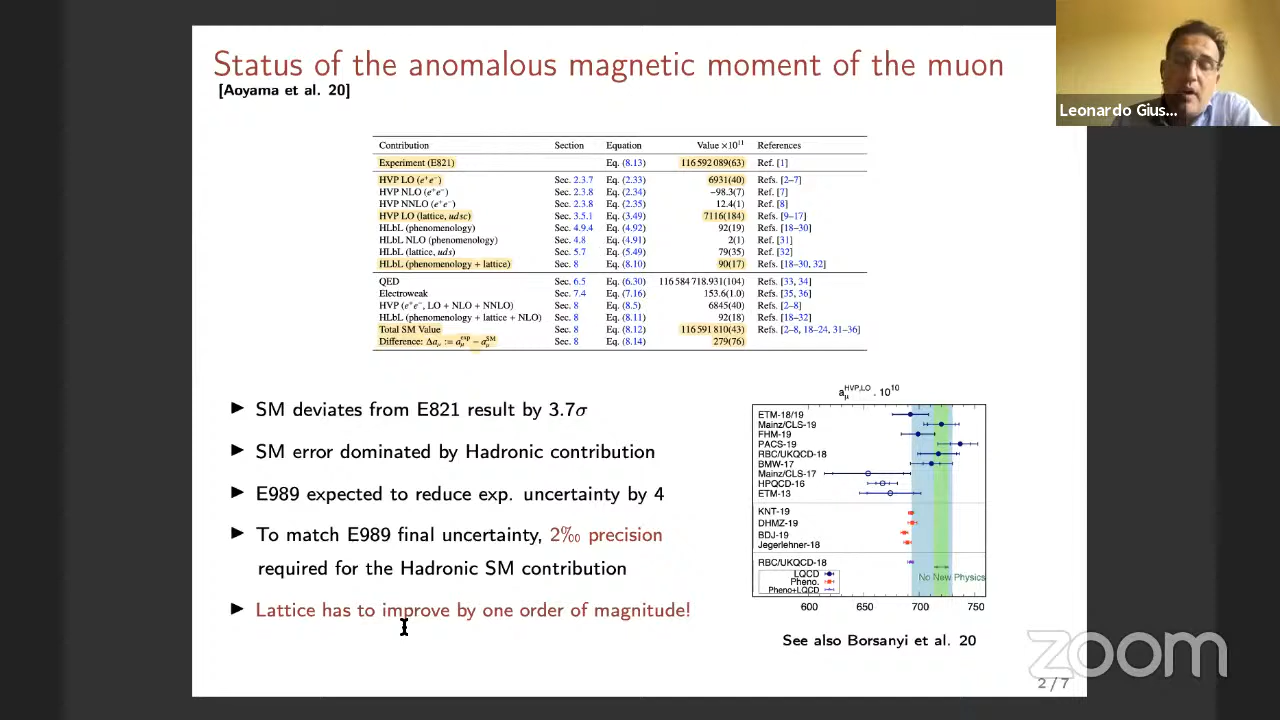 Status of the anomalous magnetic moment of the muon
[Aoyama et al. 20]
Leonardo Gius...
Contribution Section Equation Value ×10¹¹ References
Experiment (E821) Eq. (8.13) 116 592 089(63) Ref. [1]
HVP LO (e⁺e⁻) Sec. 2.3.7 Eq. (2.33) 6931(40) Refs. [2–7]
HVP NLO (e⁺e⁻) Sec. 2.3.8 Eq. (2.34) −98.3(7) Ref. [7]
HVP NNLO (e⁺e⁻) Sec. 2.3.8 Eq. (2.35) 12.4(1) Ref. [8]
HVP LO (lattice, udsc) Sec. 3.5.1 Eq. (3.49) 7116(184) Refs. [9–17]
HLbL (phenomenology) Sec. 4.9.4 Eq. (4.92) 92(19) Refs. [18–30]
HLbL NLO (phenomenology) Sec. 4.8 Eq. (4.91) 2(1) Ref. [31]
HLbL (lattice, uds) Sec. 5.7 Eq. (5.49) 79(35) Ref. [32]
HLbL (phenomenology + lattice) Sec. 8 Eq. (8.10) 90(17) Refs. [18–30, 32]
QED Sec. 6.5 Eq. (6.30) 116 584 718.931(104) Refs. [33, 34]
Electroweak Sec. 7.4 Eq. (7.16) 153.6(1.0) Refs. [35, 36]
HVP (e⁺e⁻, LO + NLO + NNLO) Sec. 8 Eq. (8.5) 6845(40) Refs. [2–8]
HLbL (phenomenology + lattice + NLO) Sec. 8 Eq. (8.11) 92(18) Refs. [18–32]
Total SM Value Sec. 8 Eq. (8.12) 116 591 810(43) Refs. [2–8, 18–24, 31–36]
Difference: Δaμ := aμ^exp − aμ^SM Sec. 8 Eq. (8.14) 279(76)
► SM deviates from E821 result by 3.7σ
► SM error dominated by Hadronic contribution
► E989 expected to reduce exp. uncertainty by 4
► To match E989 final uncertainty, 2‰ precision
required for the Hadronic SM contribution
► Lattice has to improve by one order of magnitude!
aμ^HVP,LO . 10¹⁰
ETM-18/19
Mainz/CLS-19
FHM-19
PACS-19
RBC/UKQCD-18
BMW-17
Mainz/CLS-17
HPQCD-16
ETM-13
KNT-19
DHMZ-19
BDJ-19
Jegerlehner-18
RBC/UKQCD-18
LQCD
Pheno.
Pheno+LQCD
No New Physics
600 650 700 750
See also Borsanyi et al. 20
zoom
2 / 7